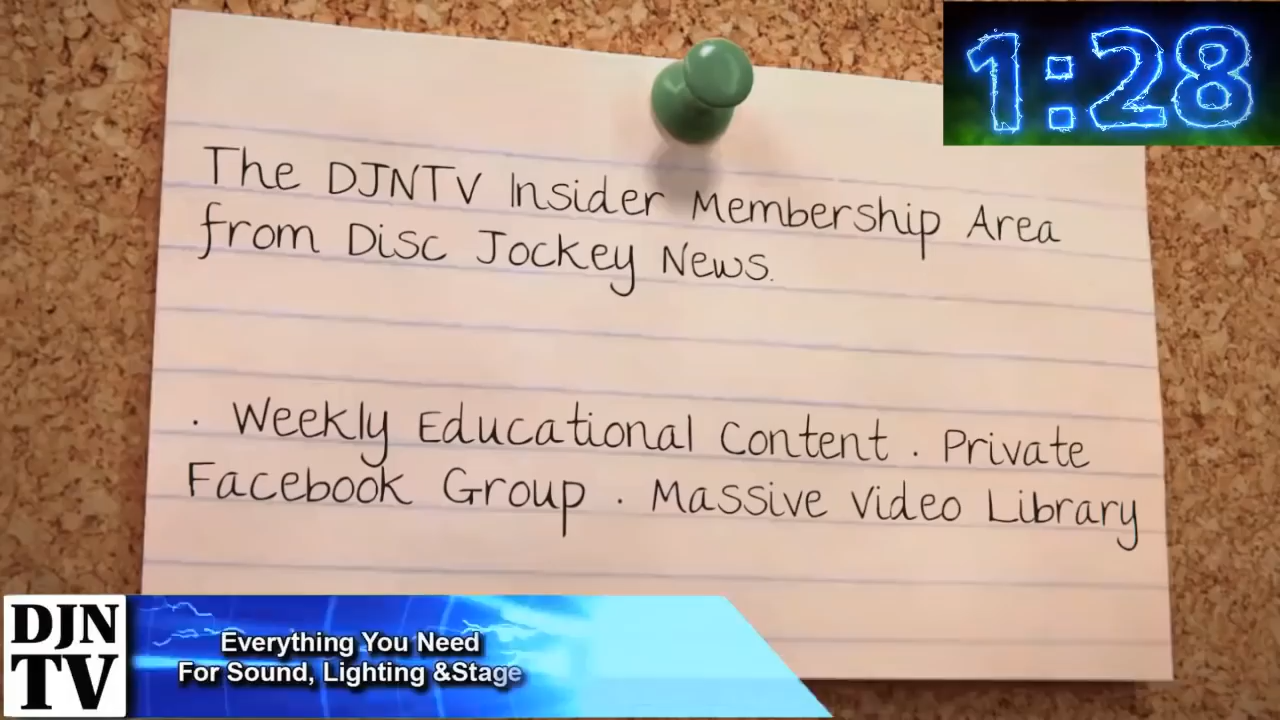 1:28
The DJNTV Insider Membership Area
from Disc Jockey News.
. Weekly Educational Content . Private
Facebook Group . Massive Video Library
DJN
TV
Everything You Need
For Sound, Lighting &Stage